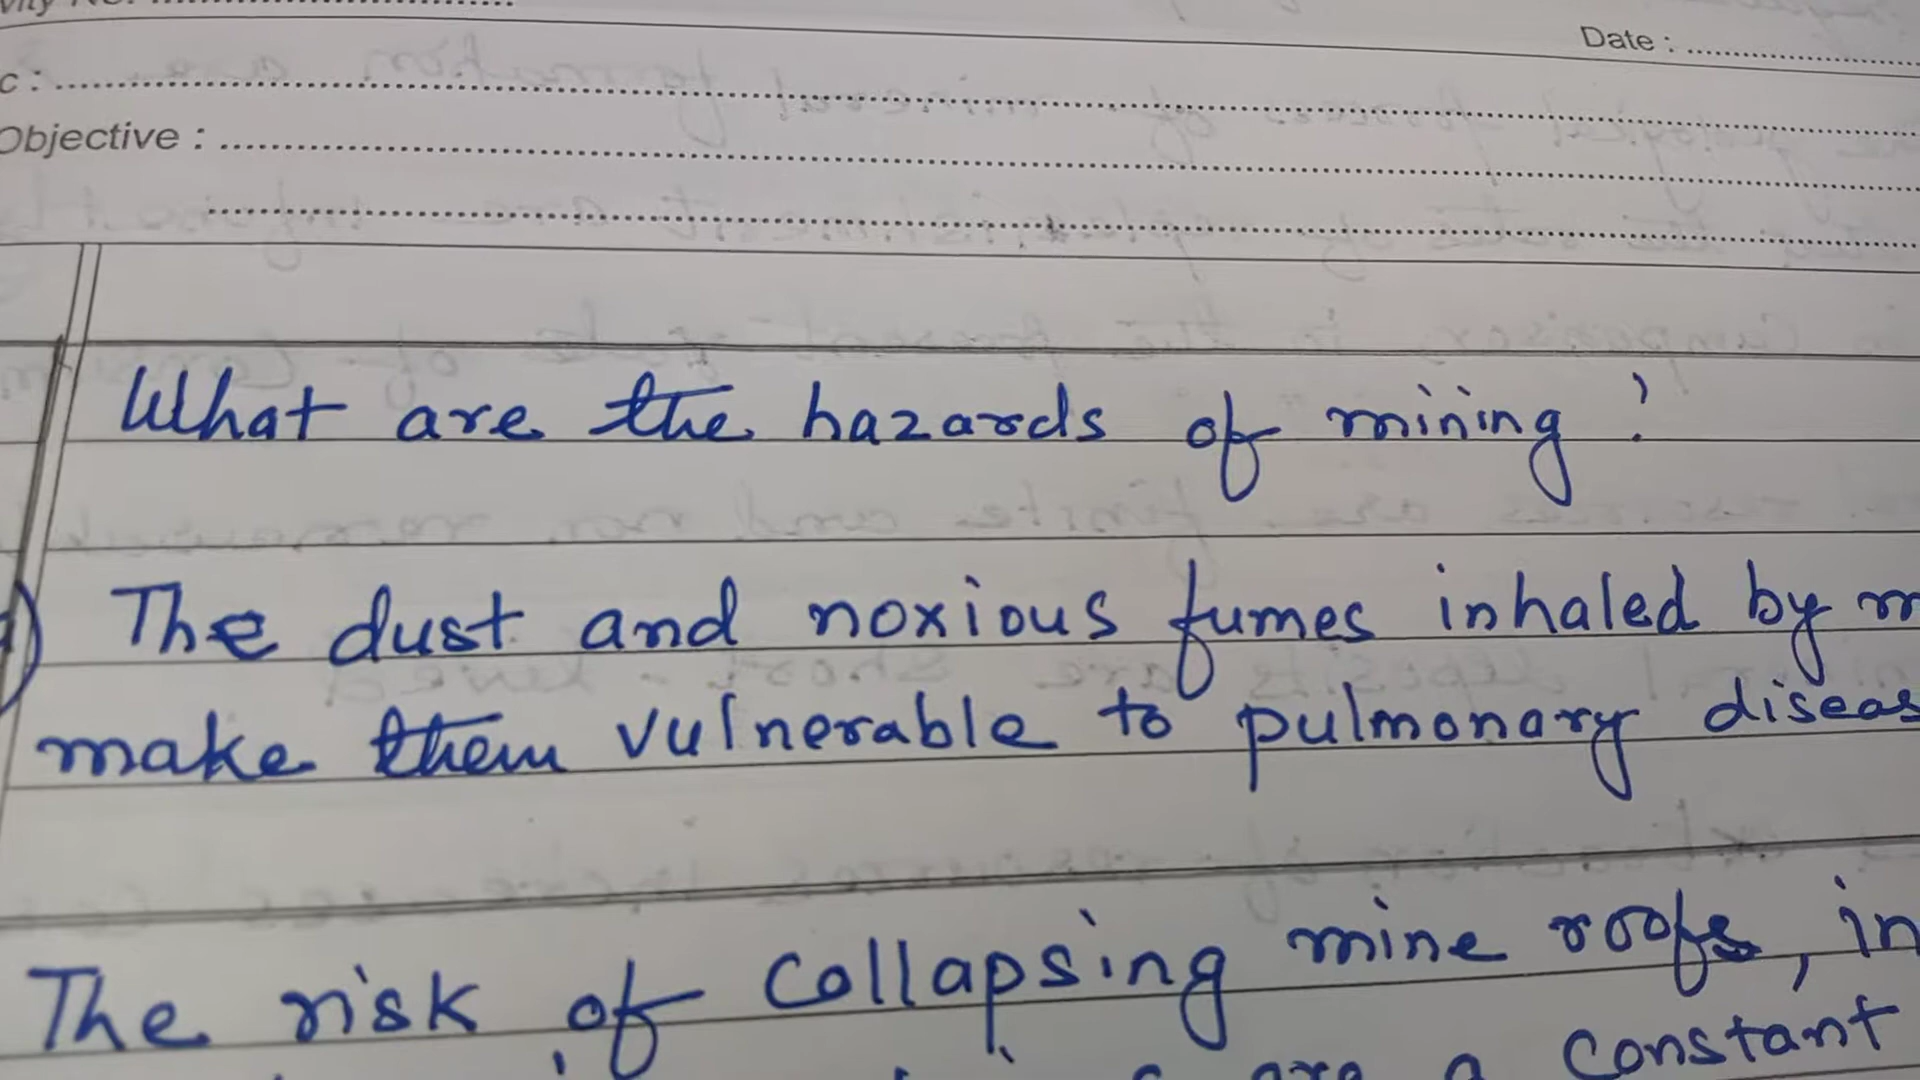 Date :
Objective :
What are the hazards of mining ?
The dust and noxious fumes inhaled by
make them vulnerable to pulmonary diseas
The risk of collapsing mine roofs, in
are a constant